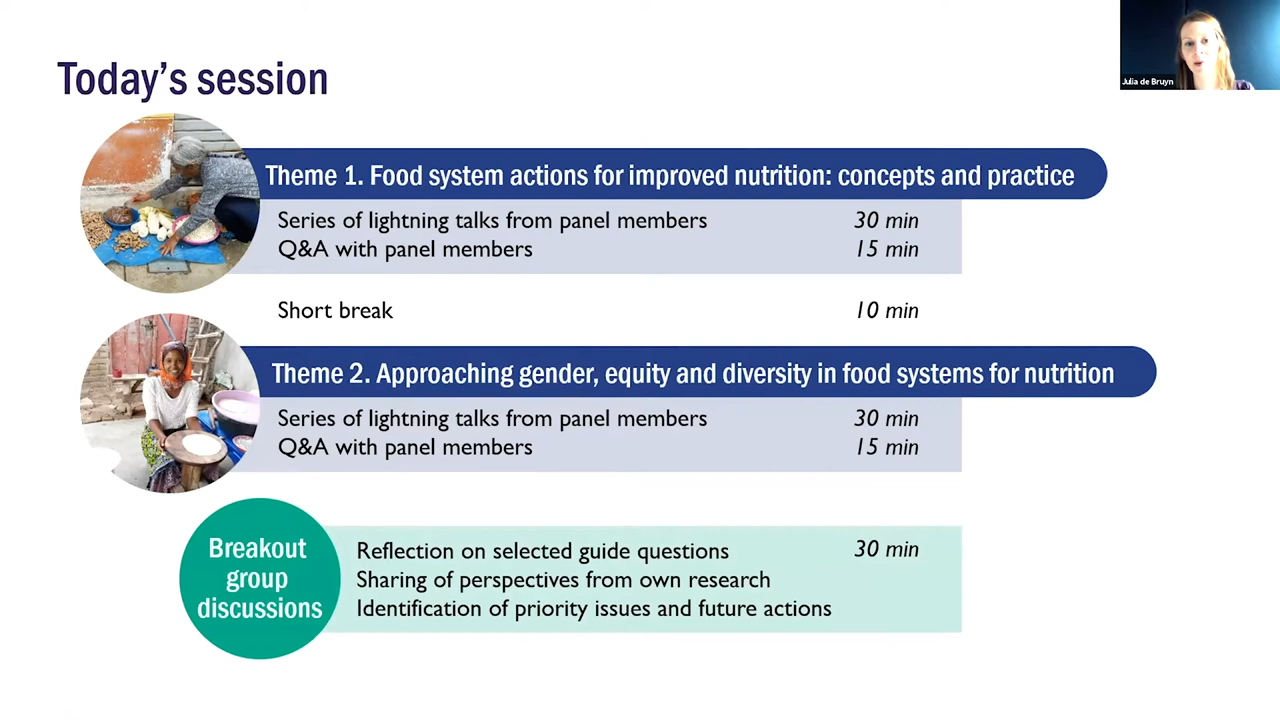 Today's session
Julia de Bruyn
Theme 1. Food system actions for improved nutrition: concepts and practice
Series of lightning talks from panel members 30 min
Q&A with panel members 15 min
Short break 10 min
Theme 2. Approaching gender, equity and diversity in food systems for nutrition
Series of lightning talks from panel members 30 min
Q&A with panel members 15 min
Breakout
group
discussions
Reflection on selected guide questions 30 min
Sharing of perspectives from own research
Identification of priority issues and future actions